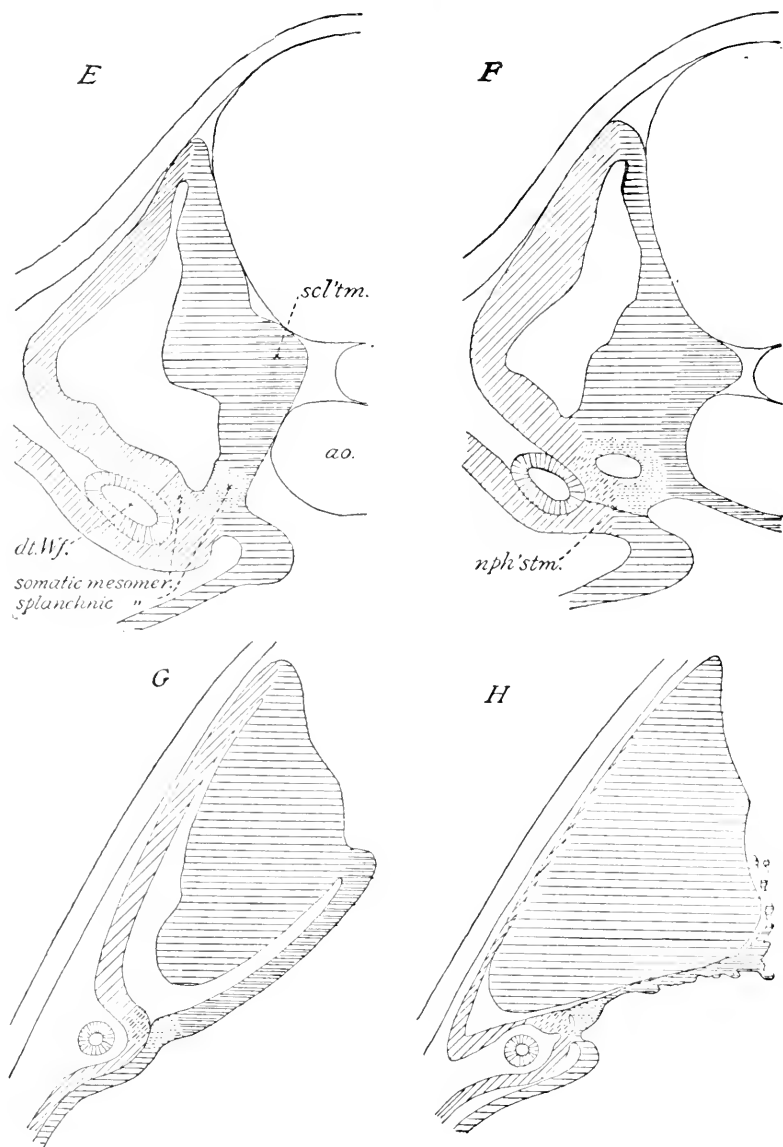 E
F
scl'tm.
ao.
dt.Wf.
somatic mesomer.
splanchnic "
nph'stm.
G
H